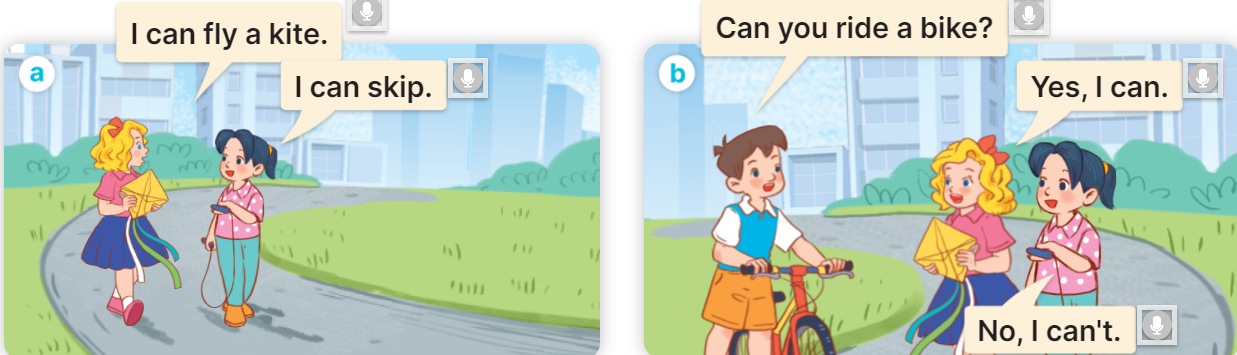 I can fly a kite.
a
I can skip.
Can you ride a bike?
b
Yes, I can.
No, I can't.